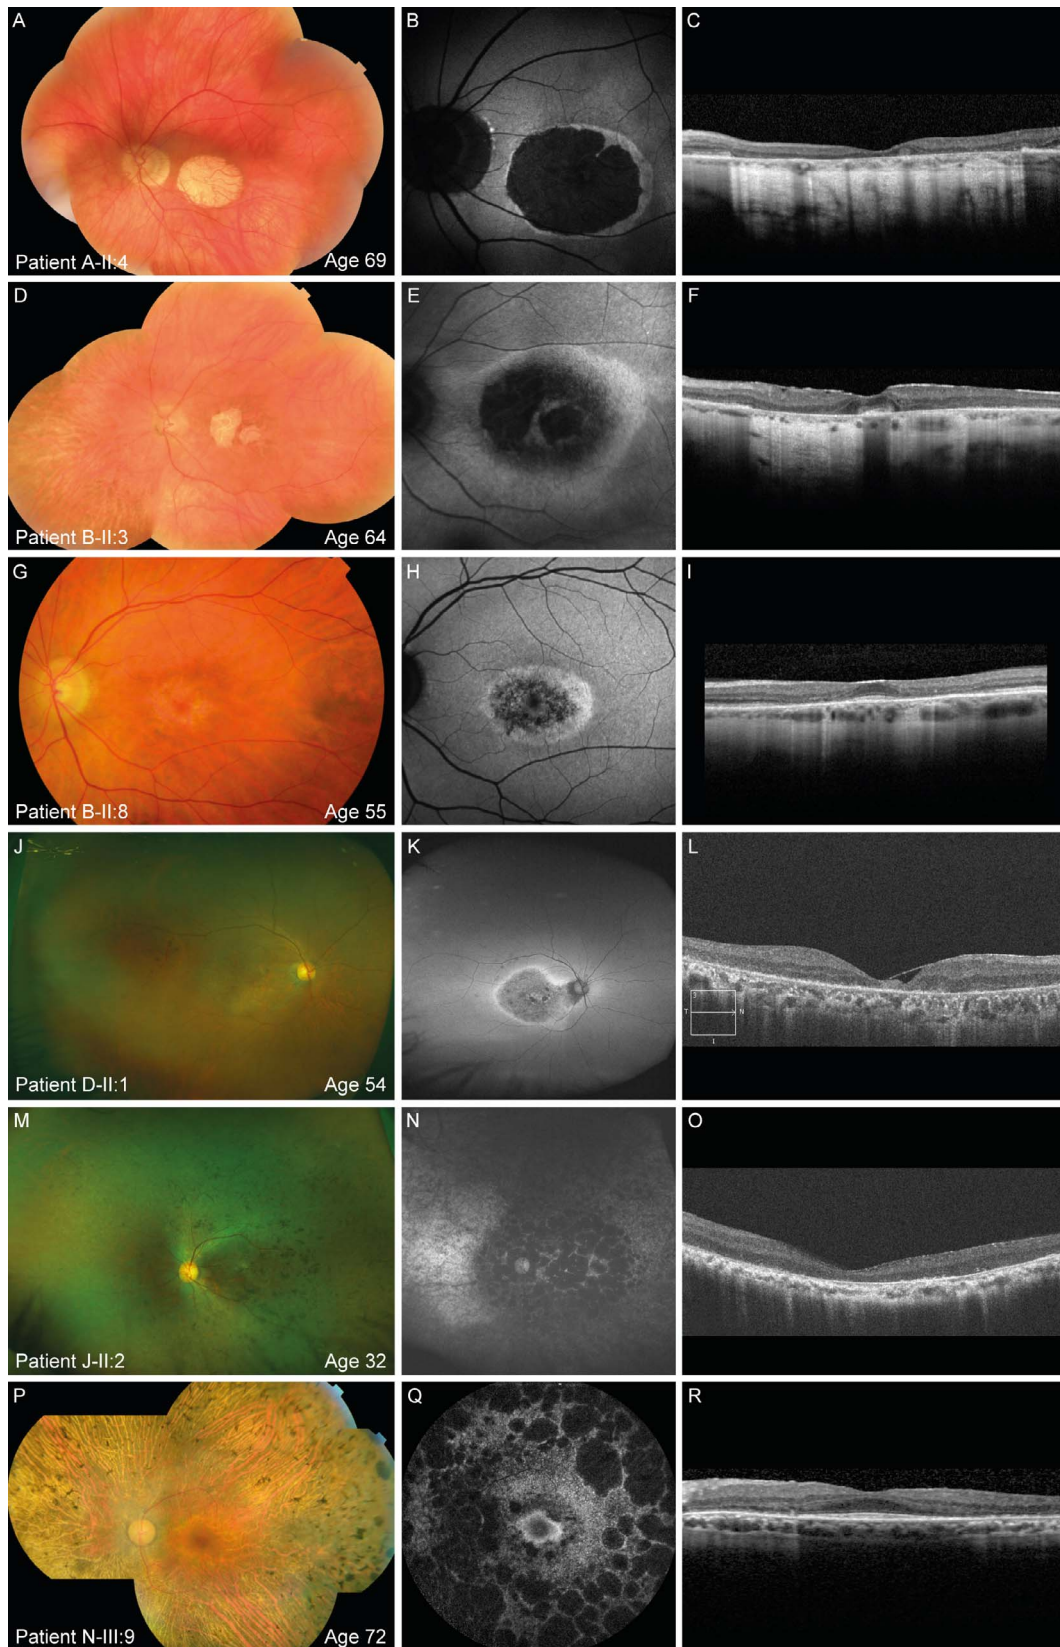 A
B
C
Patient A-II:4 Age 69
D
E
F
Patient B-II:3 Age 64
G
H
I
Patient B-II:8 Age 55
J
K
L
T N
Patient D-II:1 Age 54
M
N
O
Patient J-II:2 Age 32
P
Q
R
Patient N-III:9 Age 72